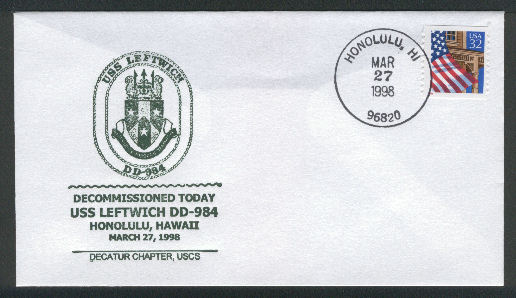 USS LEFTWICH
DD-984
DECOMMISSIONED TODAY
USS LEFTWICH DD-984
HONOLULU, HAWAII
MARCH 27, 1998
DECATUR CHAPTER, USCS
HONOLULU, HI
MAR
27
1998
96820
USA
32